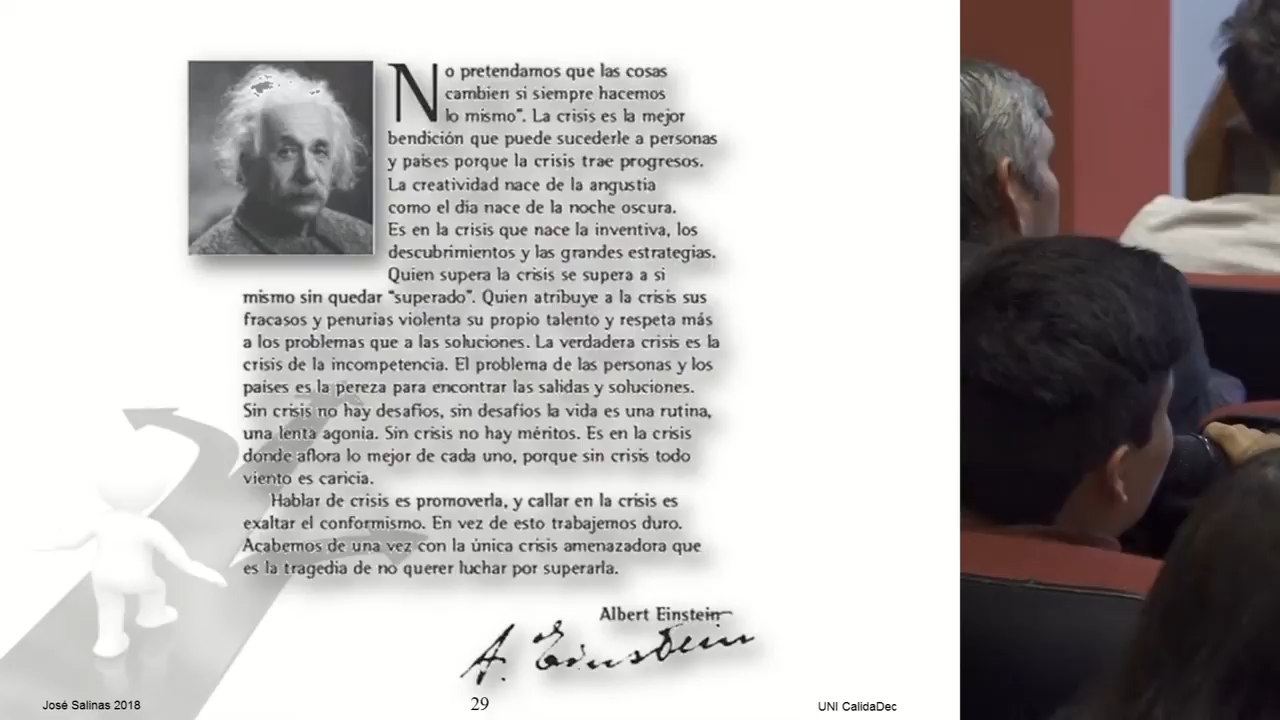 No pretendamos que las cosas
cambien si siempre hacemos
lo mismo”. La crisis es la mejor
bendición que puede sucederle a personas
y países porque la crisis trae progresos.
La creatividad nace de la angustia
como el día nace de la noche oscura.
Es en la crisis que nace la inventiva, los
descubrimientos y las grandes estrategias.
Quien supera la crisis se supera a si
mismo sin quedar “superado”. Quien atribuye a la crisis sus
fracasos y penurias violenta su propio talento y respeta más
a los problemas que a las soluciones. La verdadera crisis es la
crisis de la incompetencia. El problema de las personas y los
países es la pereza para encontrar las salidas y soluciones.
Sin crisis no hay desafíos, sin desafíos la vida es una rutina,
una lenta agonía. Sin crisis no hay méritos. Es en la crisis
donde aflora lo mejor de cada uno, porque sin crisis todo
viento es caricia.
Hablar de crisis es promoverla, y callar en la crisis es
exaltar el conformismo. En vez de esto trabajemos duro.
Acabemos de una vez con la única crisis amenazadora que
es la tragedia de no querer luchar por superarla.
Albert Einstein
A. Einstein
José Salinas 2018
29
UNI CalidaDec